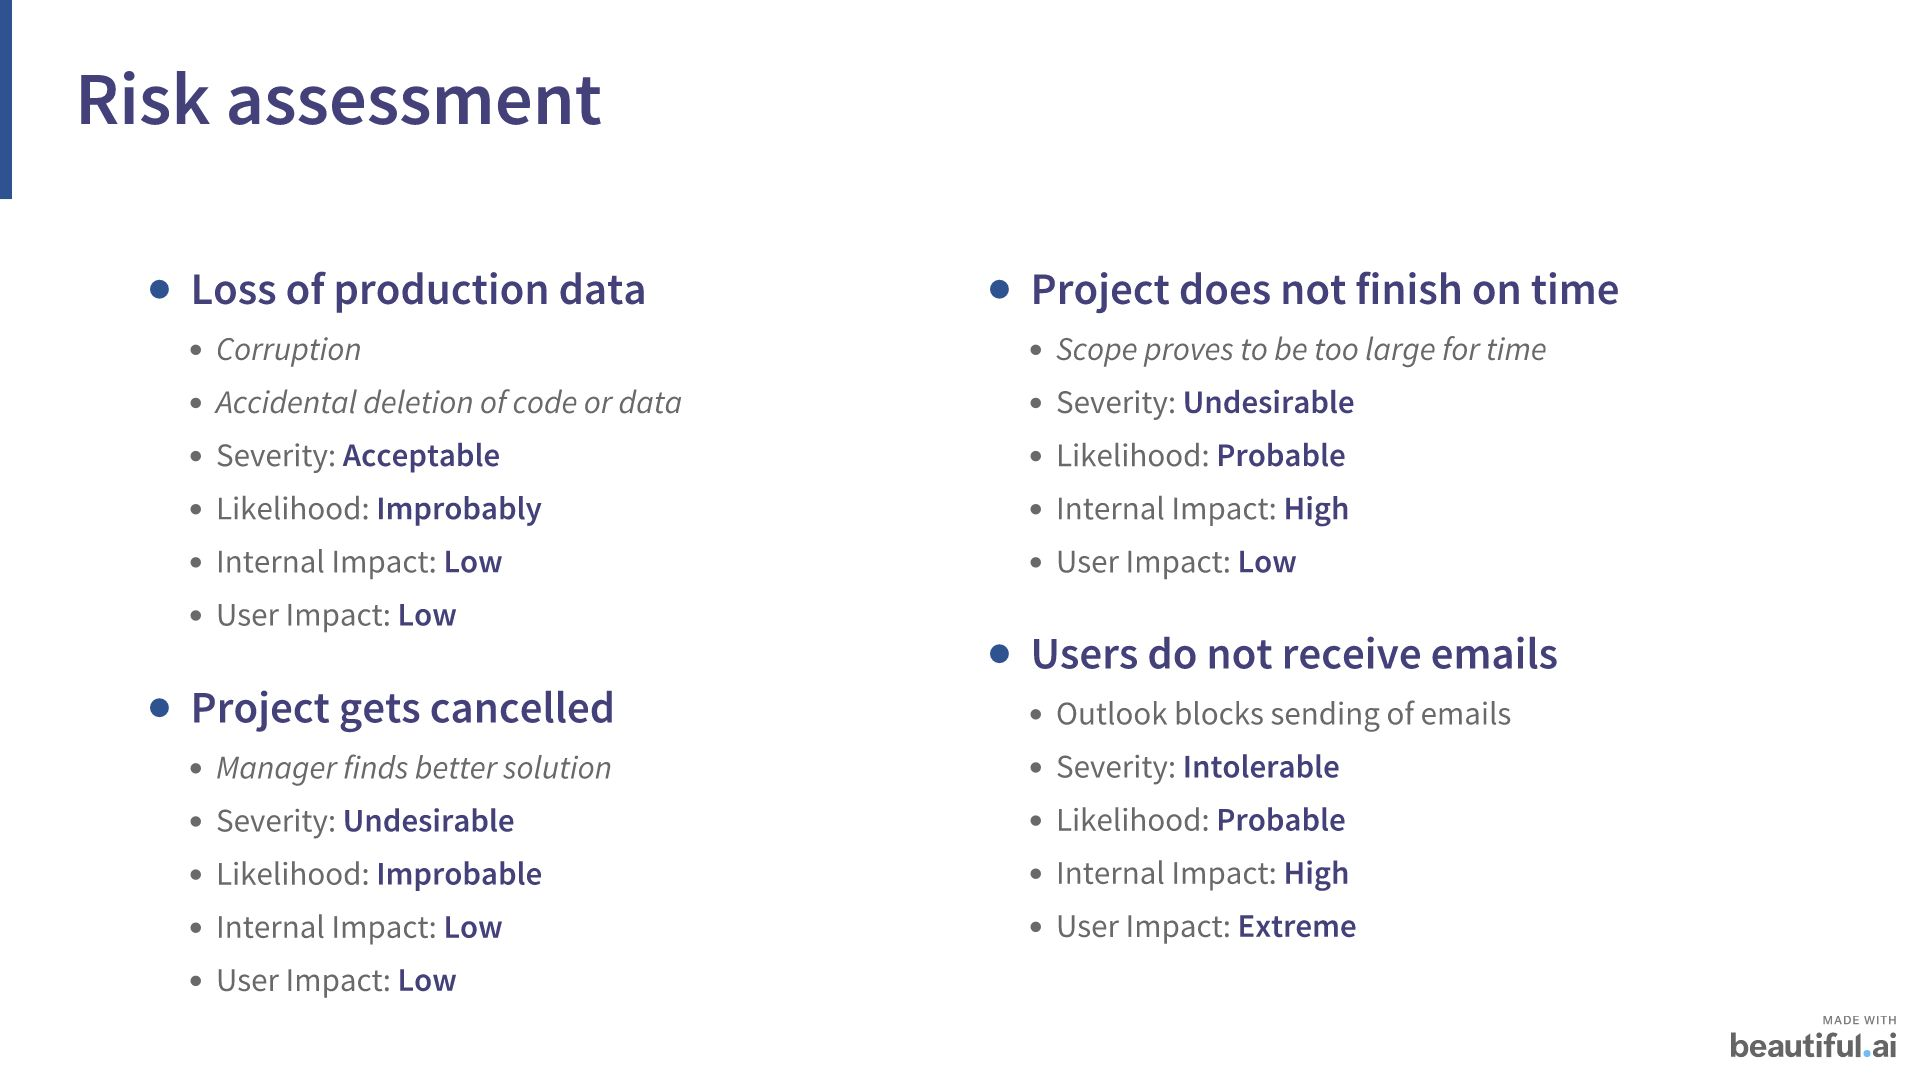 Risk assessment
Loss of production data
Corruption
Accidental deletion of code or data
Severity: Acceptable
Likelihood: Improbably
Internal Impact: Low
User Impact: Low
Project gets cancelled
Manager finds better solution
Severity: Undesirable
Likelihood: Improbable
Internal Impact: Low
User Impact: Low
Project does not finish on time
Scope proves to be too large for time
Severity: Undesirable
Likelihood: Probable
Internal Impact: High
User Impact: Low
Users do not receive emails
Outlook blocks sending of emails
Severity: Intolerable
Likelihood: Probable
Internal Impact: High
User Impact: Extreme
MADE WITH
beautiful.ai